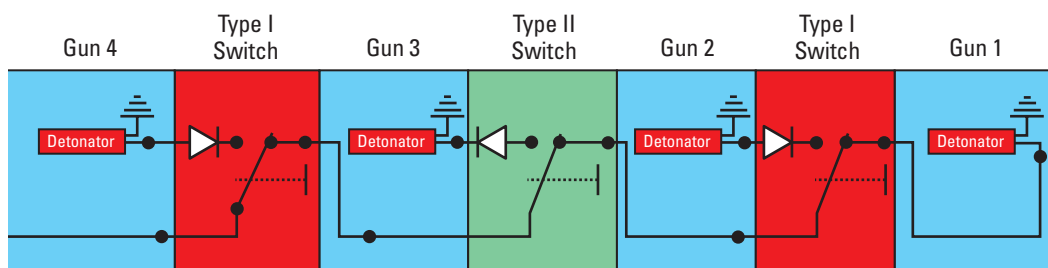 Gun 4
Type I
Switch
Gun 3
Type II
Switch
Gun 2
Type I
Switch
Gun 1
Detonator
Detonator
Detonator
Detonator